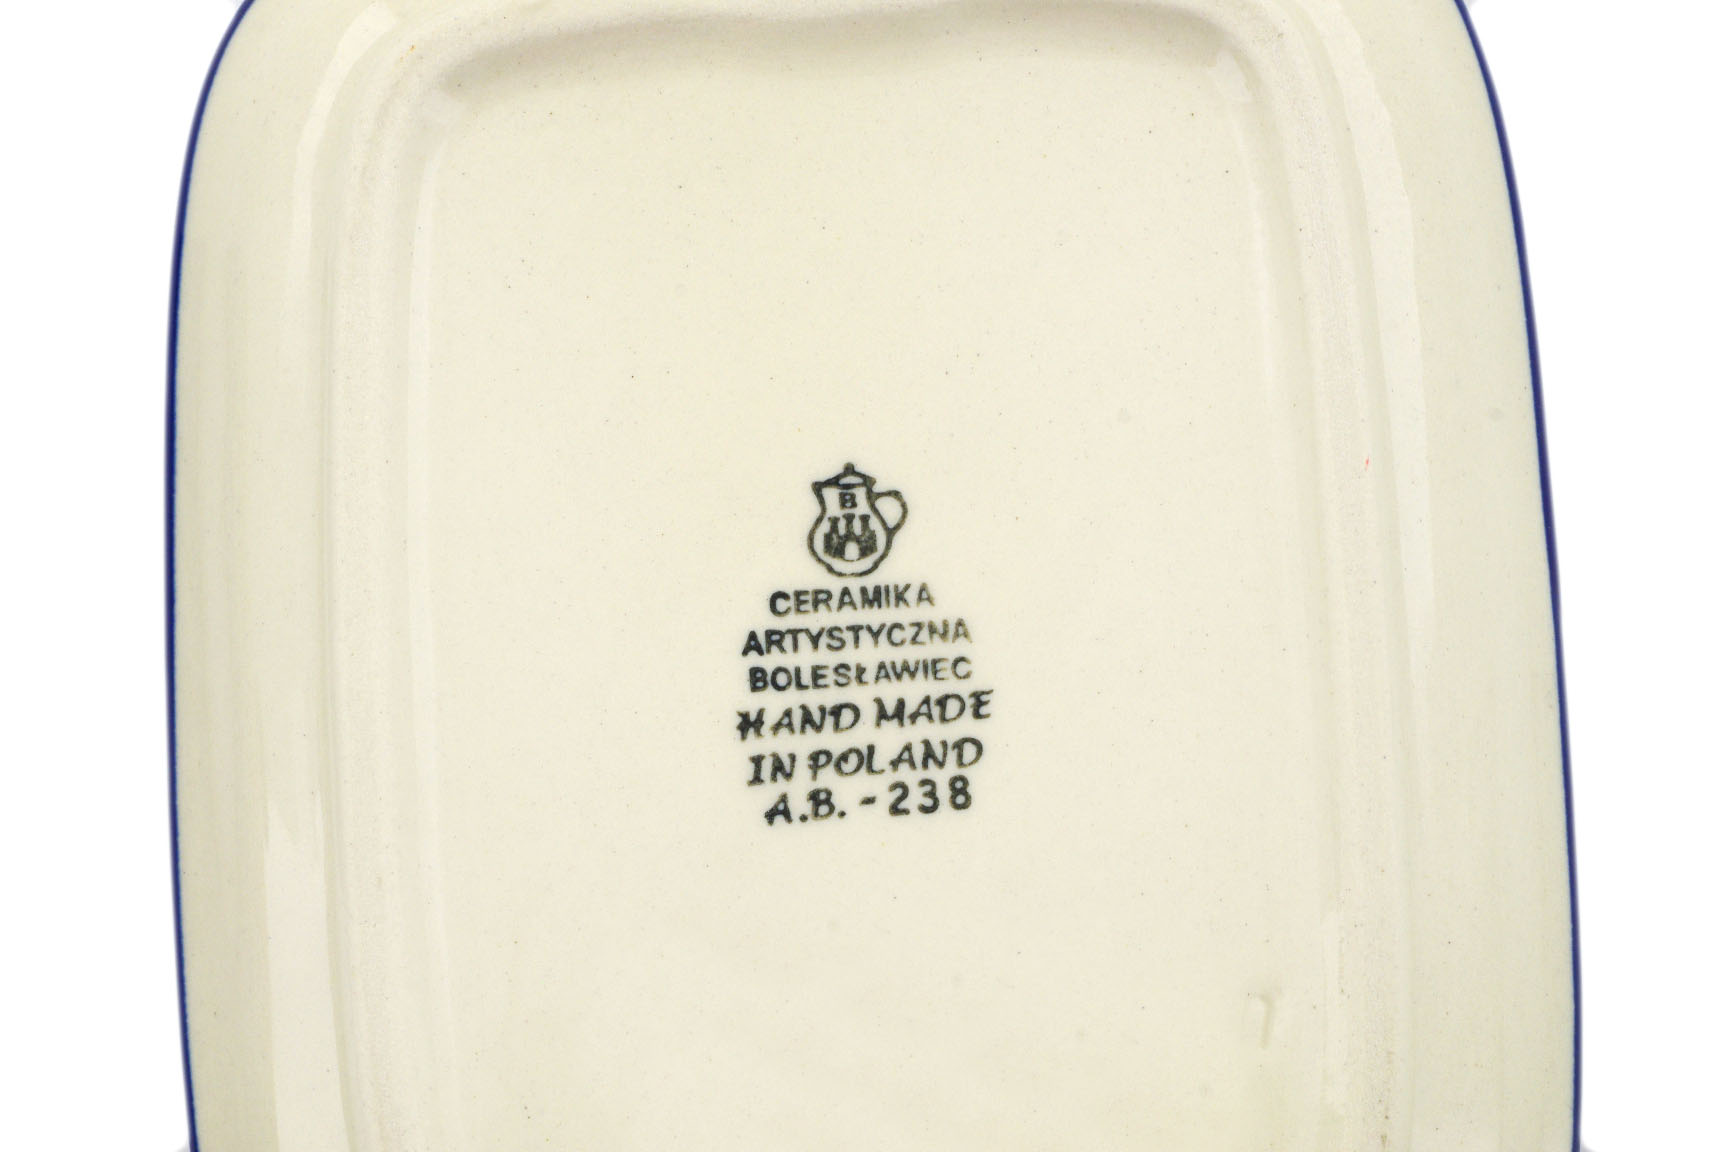 B
CERAMIKA
ARTYSTYCZNA
BOLESŁAWIEC
HAND MADE
IN POLAND
A.B. - 238